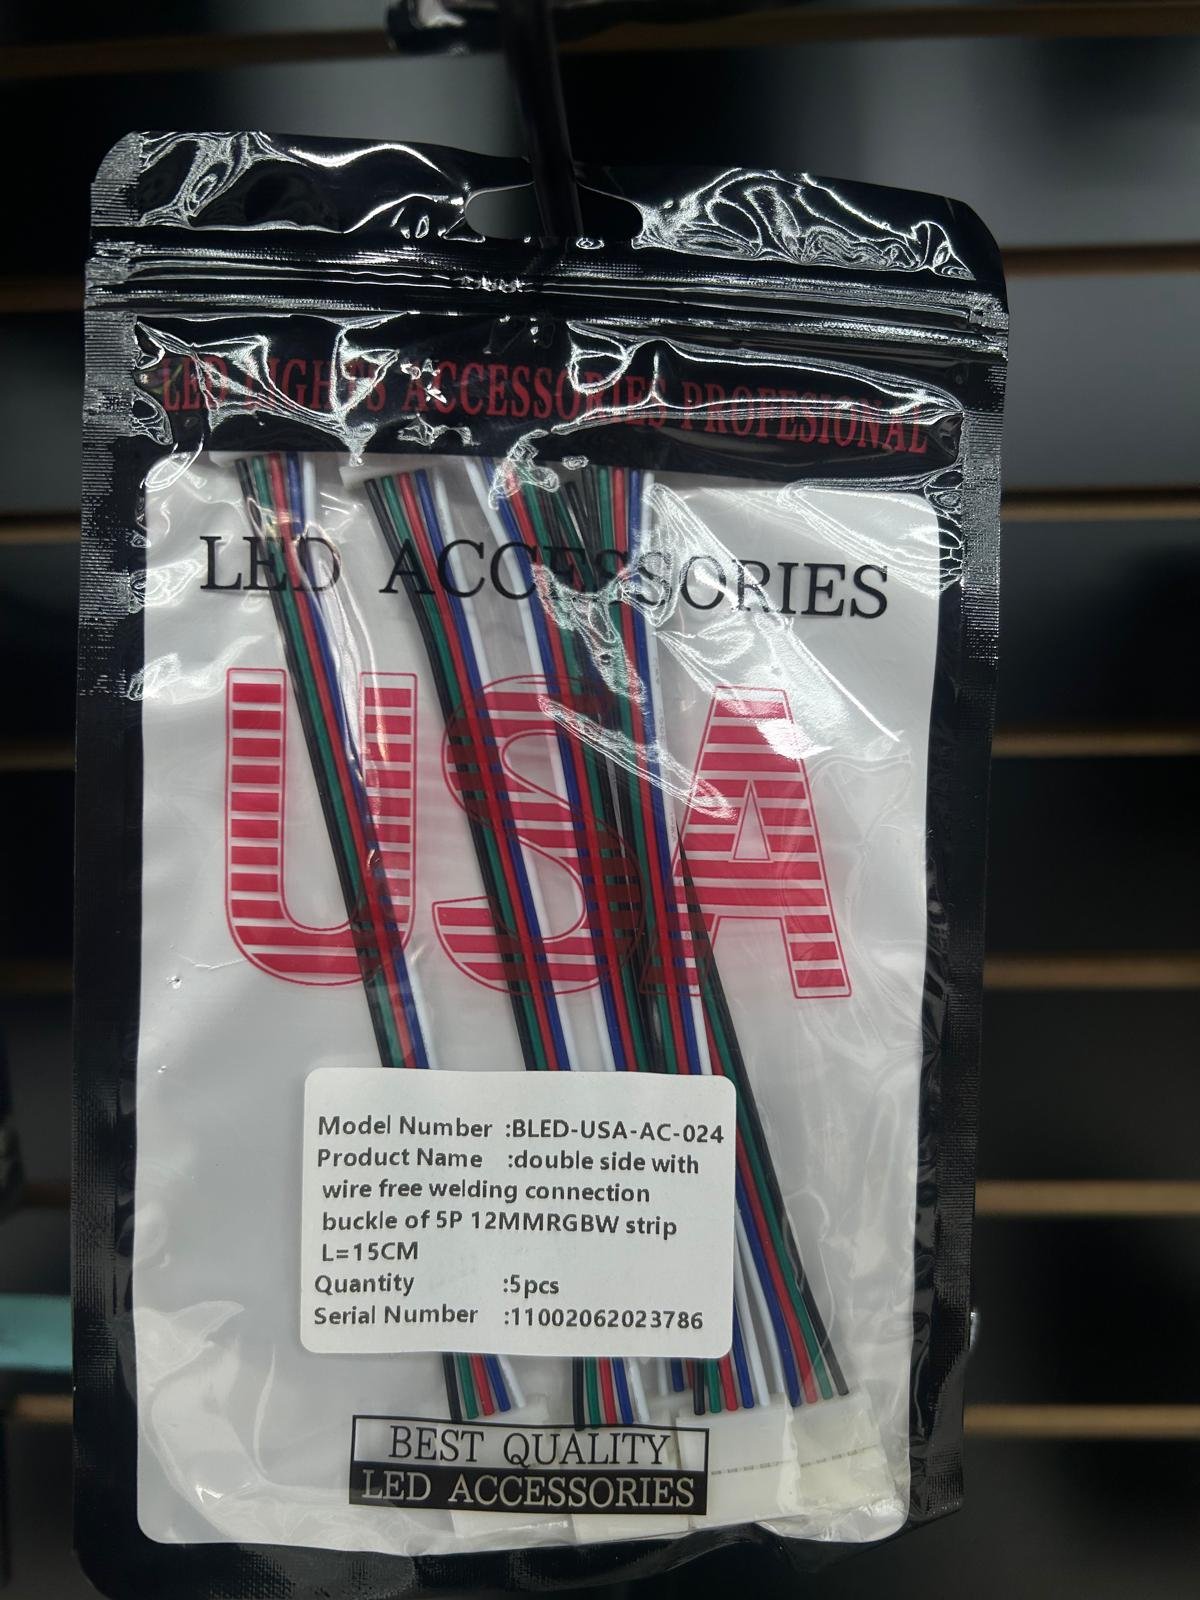 LED LIGHTS ACCESSORIES PROFESIONAL
LED ACCESSORIES
USA
Model Number :BLED-USA-AC-024
Product Name :double side with
wire free welding connection
buckle of 5P 12MMRGBW strip
L=15CM
Quantity :5pcs
Serial Number :11002062023786
BEST QUALITY
LED ACCESSORIES